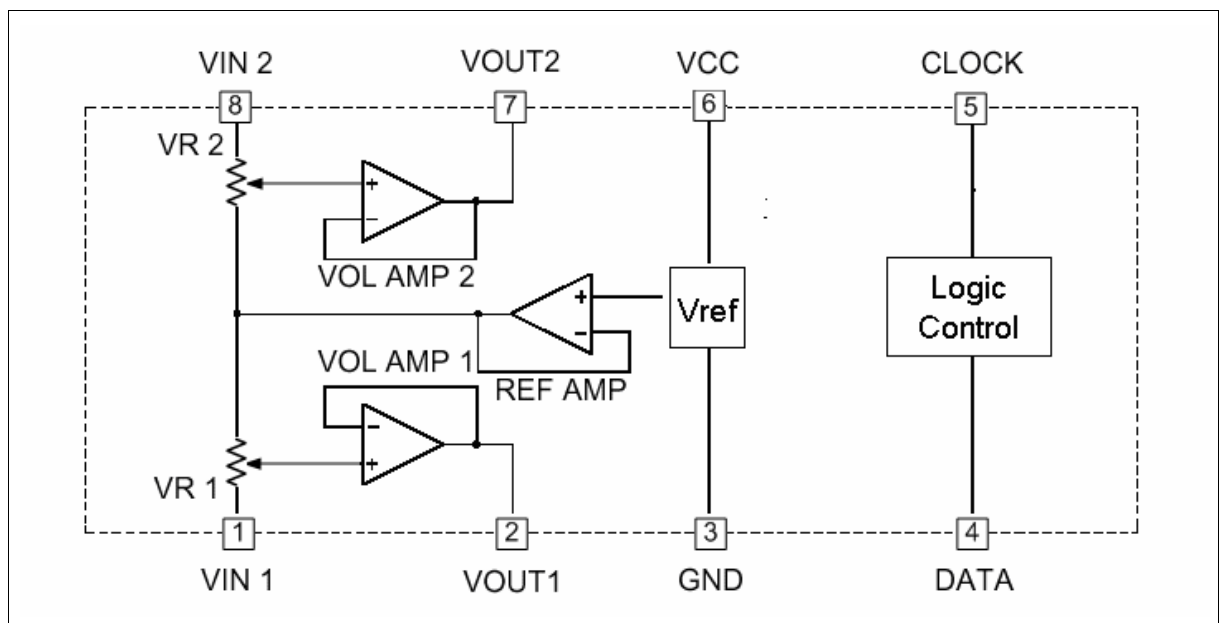 VIN 2 VOUT2 VCC CLOCK
8 7 6 5
VR 2
+
−
VOL AMP 2
+
−
Vref
Logic
Control
VOL AMP 1
REF AMP
−
+
VR 1
1 2 3 4
VIN 1 VOUT1 GND DATA